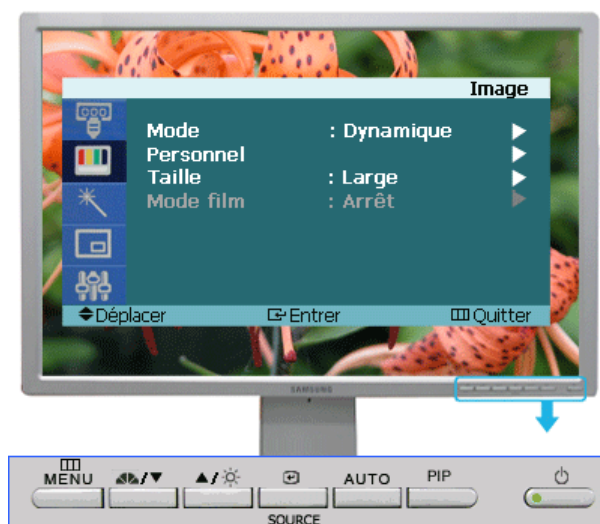 Image
Mode : Dynamique
Personnel
Taille : Large
Mode film : Arrêt
Déplacer Entrer Quitter
SAMSUNG
MENU AUTO PIP
SOURCE